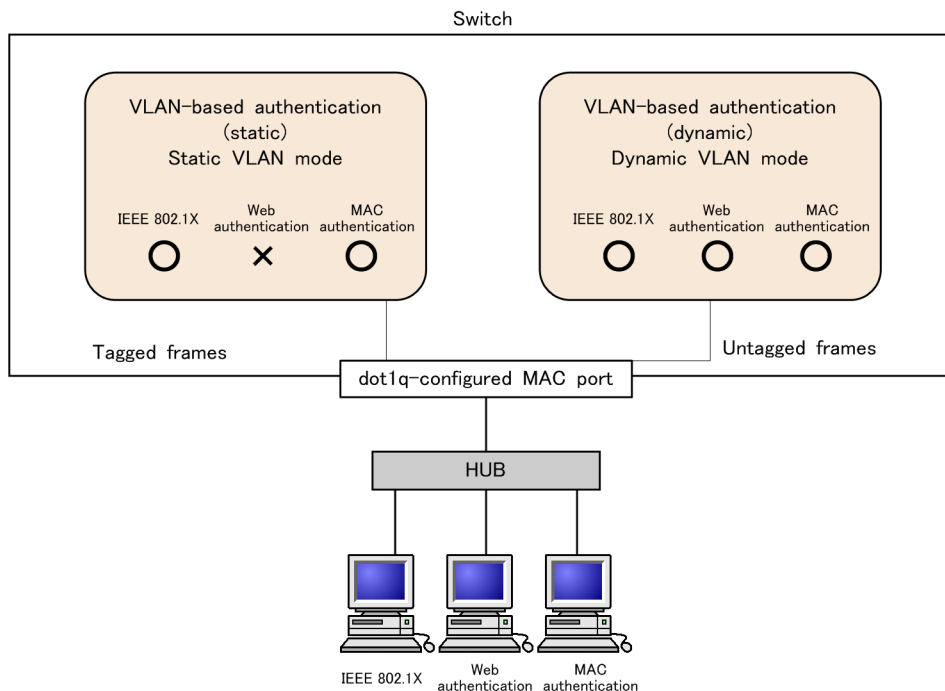 Switch
VLAN-based authentication
(static)
Static VLAN mode
IEEE 802.1X
Web
authentication
MAC
authentication
VLAN-based authentication
(dynamic)
Dynamic VLAN mode
IEEE 802.1X
Web
authentication
MAC
authentication
Tagged frames
Untagged frames
dot1q-configured MAC port
HUB
IEEE 802.1X
Web
authentication
MAC
authentication